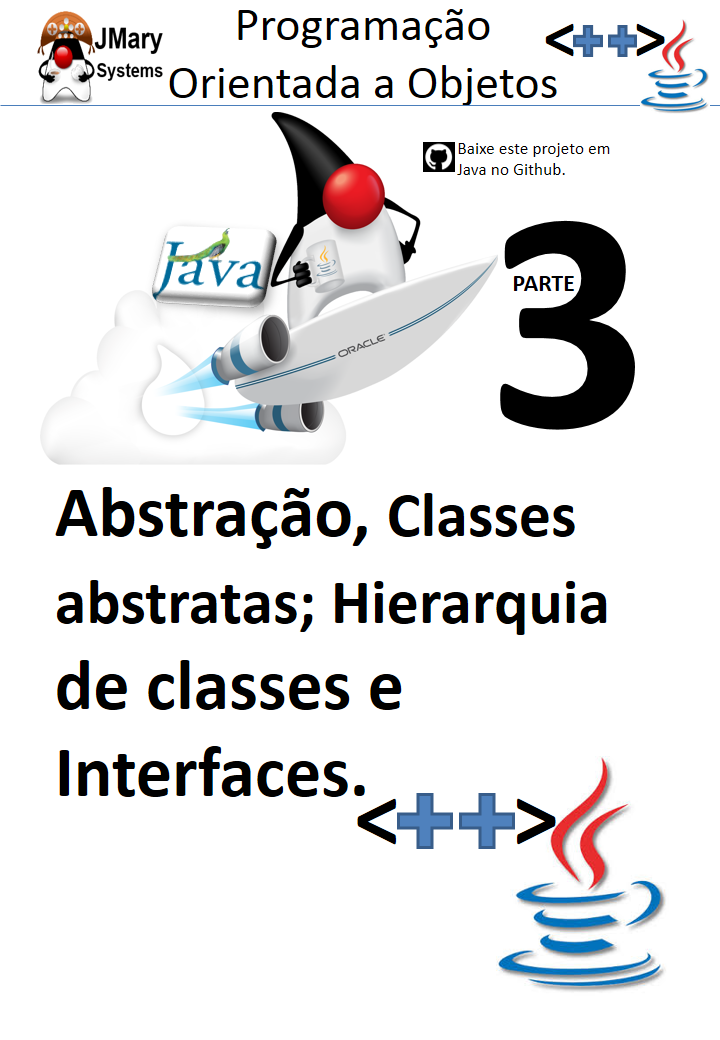 JMary
Systems
Programação
Orientada a Objetos
<++>
Baixe este projeto em
Java no Github.
Java
ORACLE
PARTE
3
Abstração, Classes
abstratas; Hierarquia
de classes e
Interfaces.
<++>